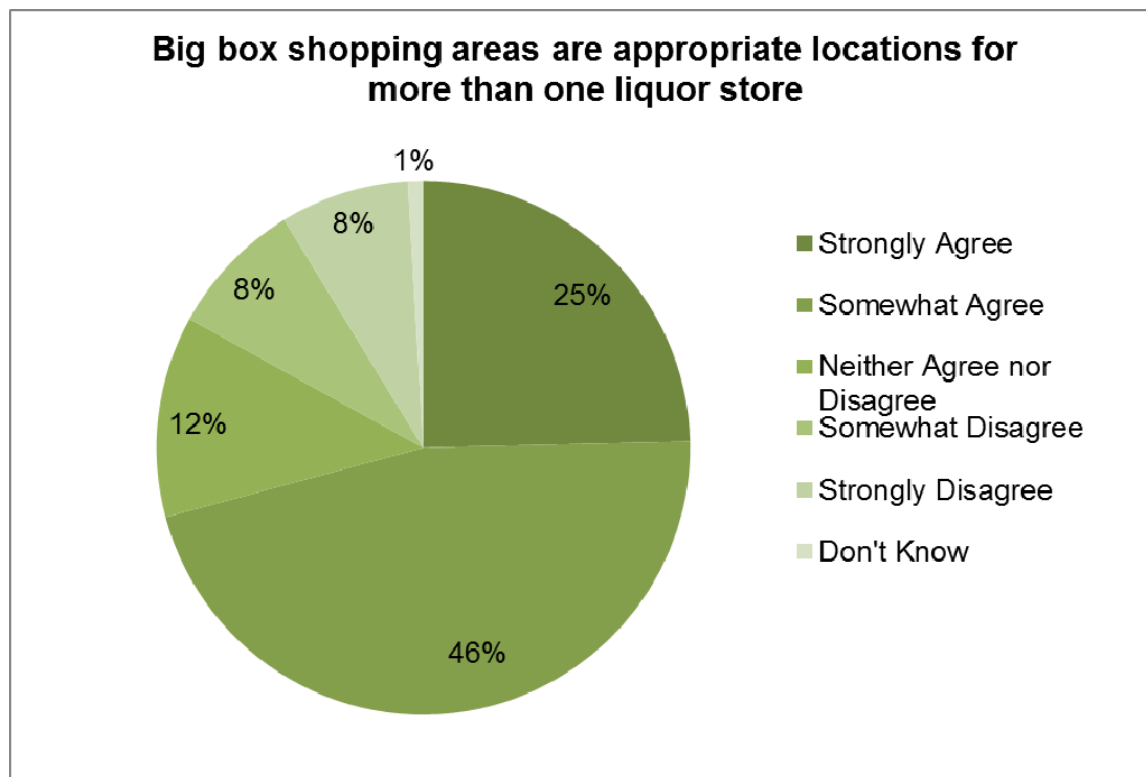 Big box shopping areas are appropriate locations for
more than one liquor store
1%
8%
25%
8%
12%
46%
Strongly Agree
Somewhat Agree
Neither Agree nor
Disagree
Somewhat Disagree
Strongly Disagree
Don't Know